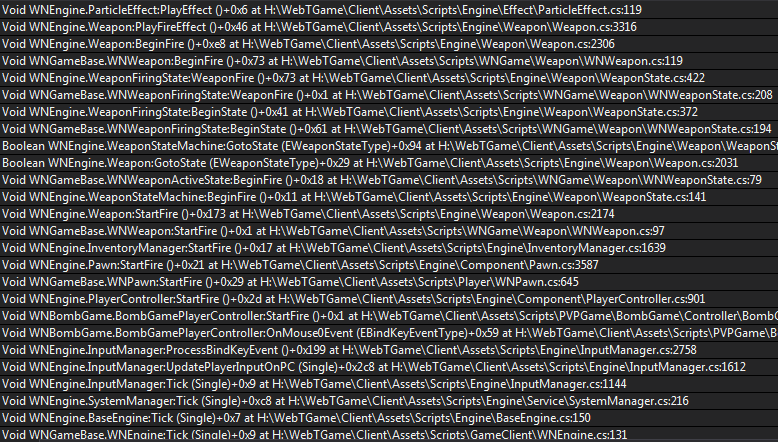 Void WNEngine.ParticleEffect:PlayEffect ()+0x6 at H:\WebTGame\Client\Assets\Scripts\Engine\Effect\ParticleEffect.cs:119
Void WNEngine.Weapon:PlayFireEffect ()+0x46 at H:\WebTGame\Client\Assets\Scripts\Engine\Weapon\Weapon.cs:3316
Void WNEngine.Weapon:BeginFire ()+0xe8 at H:\WebTGame\Client\Assets\Scripts\Engine\Weapon\Weapon.cs:2306
Void WNGameBase.WNWeapon:BeginFire ()+0x73 at H:\WebTGame\Client\Assets\Scripts\WNGame\Weapon\WNWeapon.cs:119
Void WNEngine.WeaponFiringState:WeaponFire ()+0x73 at H:\WebTGame\Client\Assets\Scripts\Engine\Weapon\WeaponState.cs:422
Void WNGameBase.WNWeaponFiringState:WeaponFire ()+0x1 at H:\WebTGame\Client\Assets\Scripts\WNGame\Weapon\WNWeaponState.cs:208
Void WNEngine.WeaponFiringState:BeginState ()+0x41 at H:\WebTGame\Client\Assets\Scripts\Engine\Weapon\WeaponState.cs:372
Void WNGameBase.WNWeaponFiringState:BeginState ()+0x61 at H:\WebTGame\Client\Assets\Scripts\WNGame\Weapon\WNWeaponState.cs:194
Boolean WNEngine.WeaponStateMachine:GotoState (EWeaponStateType)+0x94 at H:\WebTGame\Client\Assets\Scripts\Engine\Weapon\WeaponSt
Boolean WNEngine.Weapon:GotoState (EWeaponStateType)+0x29 at H:\WebTGame\Client\Assets\Scripts\Engine\Weapon\Weapon.cs:2031
Void WNGameBase.WNWeaponActiveState:BeginFire ()+0x18 at H:\WebTGame\Client\Assets\Scripts\WNGame\Weapon\WNWeaponState.cs:79
Void WNEngine.WeaponStateMachine:BeginFire ()+0x11 at H:\WebTGame\Client\Assets\Scripts\Engine\Weapon\WeaponState.cs:141
Void WNEngine.Weapon:StartFire ()+0x173 at H:\WebTGame\Client\Assets\Scripts\Engine\Weapon\Weapon.cs:2174
Void WNGameBase.WNWeapon:StartFire ()+0x1 at H:\WebTGame\Client\Assets\Scripts\WNGame\Weapon\WNWeapon.cs:97
Void WNEngine.InventoryManager:StartFire ()+0x17 at H:\WebTGame\Client\Assets\Scripts\Engine\InventoryManager.cs:1639
Void WNEngine.Pawn:StartFire ()+0x21 at H:\WebTGame\Client\Assets\Scripts\Engine\Component\Pawn.cs:3587
Void WNGameBase.WNPawn:StartFire ()+0x29 at H:\WebTGame\Client\Assets\Scripts\Player\WNPawn.cs:645
Void WNEngine.PlayerController:StartFire ()+0x2d at H:\WebTGame\Client\Assets\Scripts\Engine\Component\PlayerController.cs:901
Void WNBombGame.BombGamePlayerController:StartFire ()+0x1 at H:\WebTGame\Client\Assets\Scripts\PVPGame\BombGame\Controller\BombG
Void WNBombGame.BombGamePlayerController:OnMouse0Event (EBindKeyEventType)+0x59 at H:\WebTGame\Client\Assets\Scripts\PVPGame\B
Void WNEngine.InputManager:ProcessBindKeyEvent ()+0x199 at H:\WebTGame\Client\Assets\Scripts\Engine\InputManager.cs:2758
Void WNEngine.InputManager:UpdatePlayerInputOnPC (Single)+0x2c8 at H:\WebTGame\Client\Assets\Scripts\Engine\InputManager.cs:1612
Void WNEngine.InputManager:Tick (Single)+0x9 at H:\WebTGame\Client\Assets\Scripts\Engine\InputManager.cs:1144
Void WNEngine.SystemManager:Tick (Single)+0xc8 at H:\WebTGame\Client\Assets\Scripts\Engine\Service\SystemManager.cs:216
Void WNEngine.BaseEngine:Tick (Single)+0x7 at H:\WebTGame\Client\Assets\Scripts\Engine\BaseEngine.cs:150
Void WNGameBase.WNEngine:Tick (Single)+0x9 at H:\WebTGame\Client\Assets\Scripts\GameClient\WNEngine.cs:131